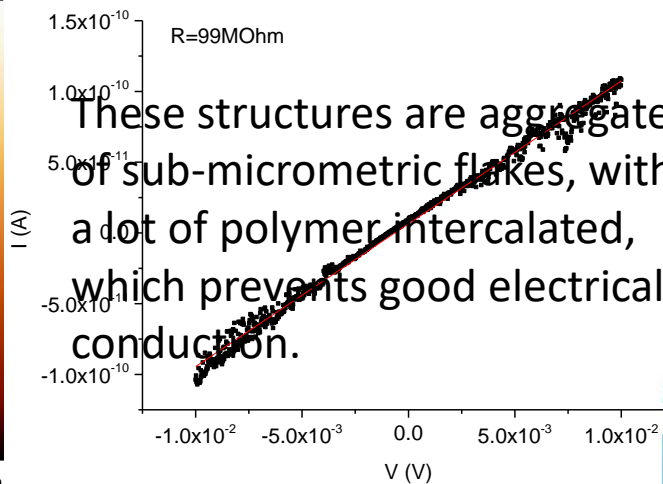 1.5x10⁻¹⁰
R=99MOhm
1.0x10⁻¹⁰
These structures are aggregate
5.0x10⁻¹¹
of sub-micrometric flakes, with
I (A)
0.0
a lot of polymer intercalated,
-5.0x10⁻¹¹
which prevents good electrical
conduction.
-1.0x10⁻¹⁰
-1.0x10⁻²
-5.0x10⁻³
0.0
5.0x10⁻³
1.0x10⁻²
V (V)